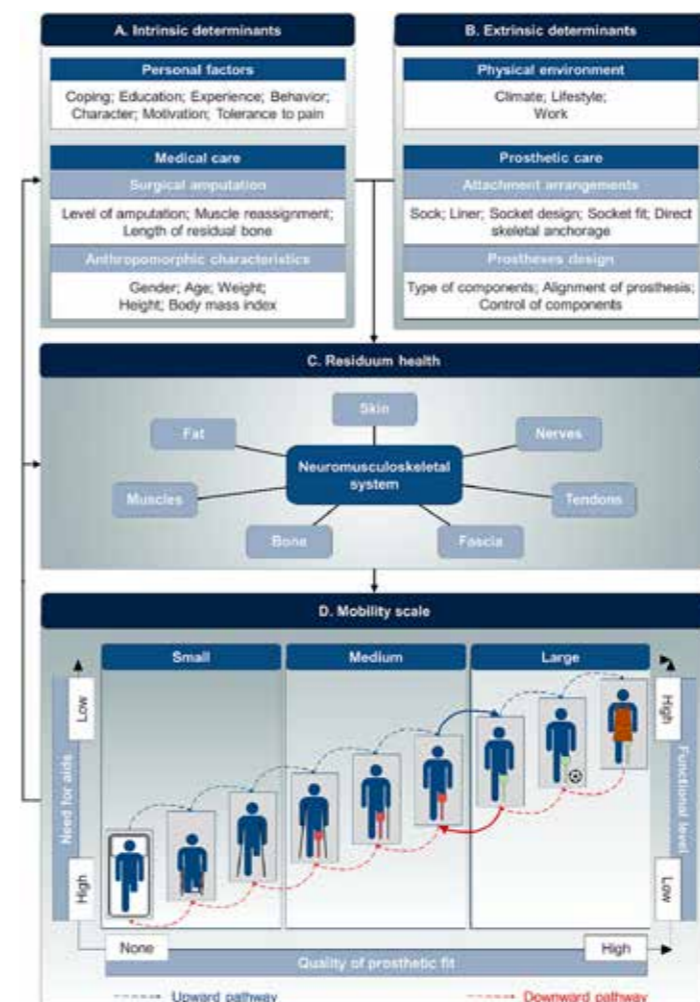 A. Intrinsic determinants
Personal factors
Coping; Education; Experience; Behavior;
Character; Motivation; Tolerance to pain
Medical care
Surgical amputation
Level of amputation; Muscle reassignment;
Length of residual bone
Anthropomorphic characteristics
Gender; Age; Weight;
Height; Body mass index
B. Extrinsic determinants
Physical environment
Climate; Lifestyle;
Work
Prosthetic care
Attachment arrangements
Sock; Liner; Socket design; Socket fit; Direct
skeletal anchorage
Prostheses design
Type of components; Alignment of prosthesis;
Control of components
C. Residuum health
Skin
Fat
Nerves
Neuromusculoskeletal
system
Muscles
Tendons
Bone
Fascia
D. Mobility scale
Small
Medium
Large
Low
Need for aids
High
High
Functional level
Low
None
High
Quality of prosthetic fit
Upward pathway
Downward pathway